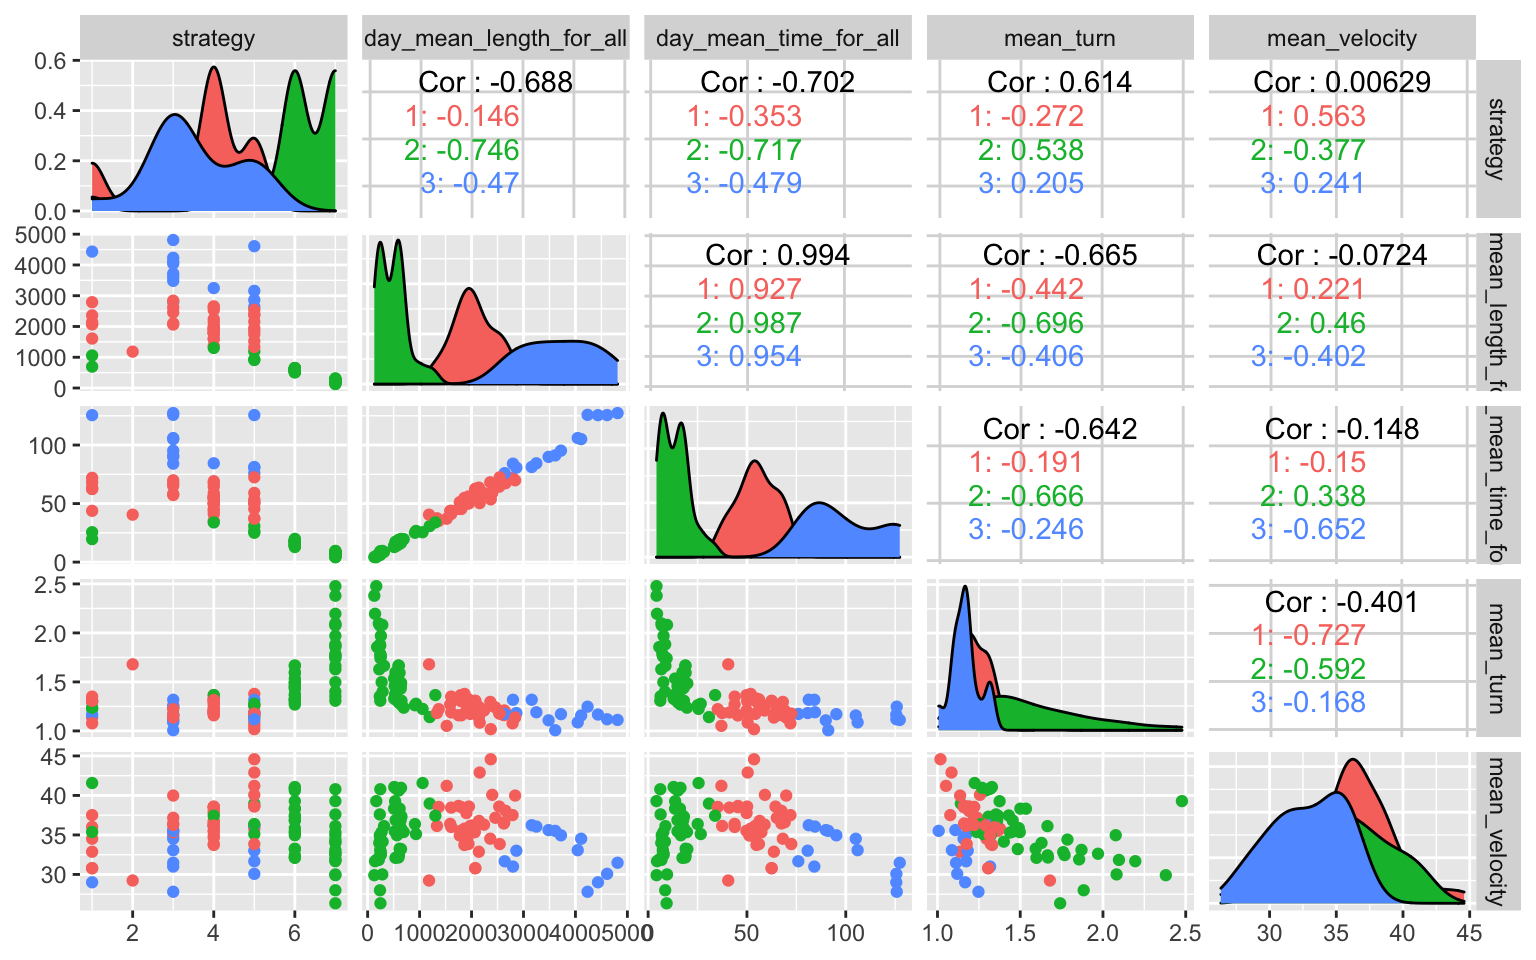 strategy day_mean_length_for_all day_mean_time_for_all mean_turn mean_velocity
0.6
0.4
0.2
0.0
Cor : -0.688
1: -0.146
2: -0.746
3: -0.47
Cor : -0.702
1: -0.353
2: -0.717
3: -0.479
Cor : 0.614
1: -0.272
2: 0.538
3: 0.205
Cor : 0.00629
1: 0.563
2: -0.377
3: 0.241
strategy
5000
4000
3000
2000
1000
0
Cor : 0.994
1: 0.927
2: 0.987
3: 0.954
Cor : -0.665
1: -0.442
2: -0.696
3: -0.406
Cor : -0.0724
1: 0.221
2: 0.46
3: -0.402
mean_length_fo
100
50
0
Cor : -0.642
1: -0.191
2: -0.666
3: -0.246
Cor : -0.148
1: -0.15
2: 0.338
3: -0.652
_mean_time_fo
2.5
2.0
1.5
1.0
Cor : -0.401
1: -0.727
2: -0.592
3: -0.168
mean_turn
45
40
35
30
mean_velocity
2 4 6
0 1000 2000 3000 4000 5000
0 50 100
1.0 1.5 2.0 2.5
30 35 40 45